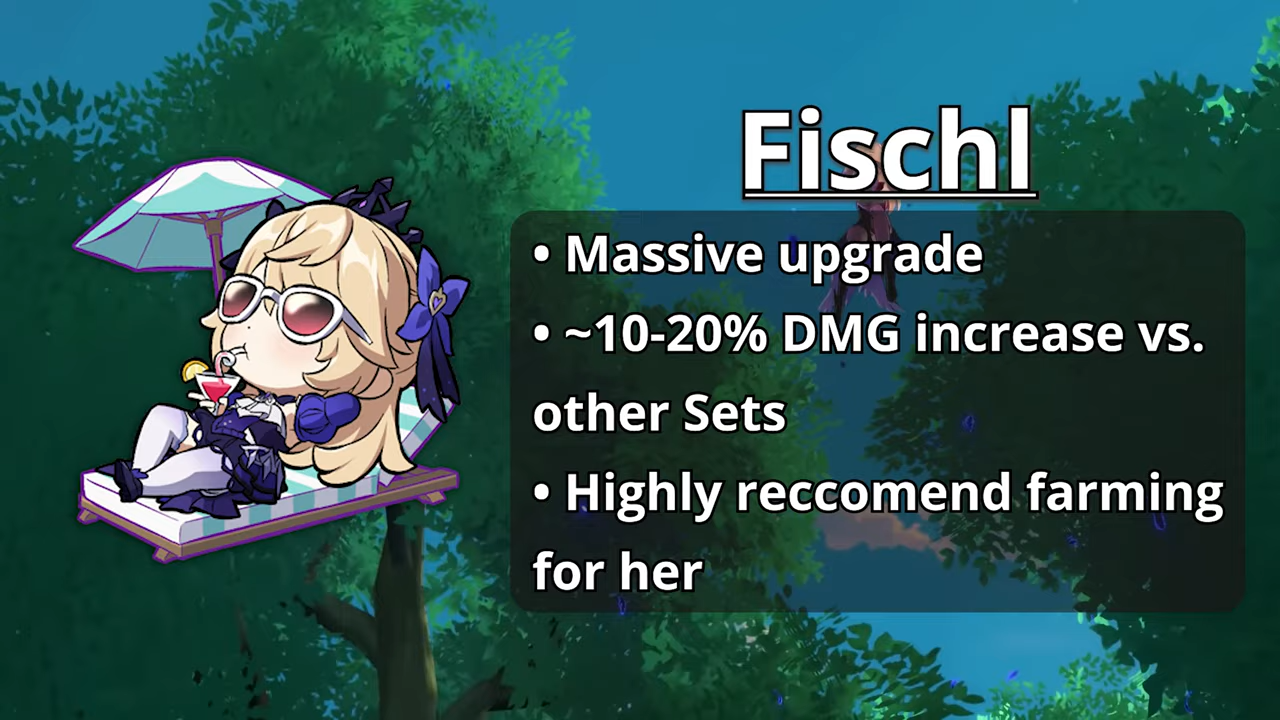 Fischl
• Massive upgrade
• ~10-20% DMG increase vs.
other Sets
• Highly reccomend farming
for her